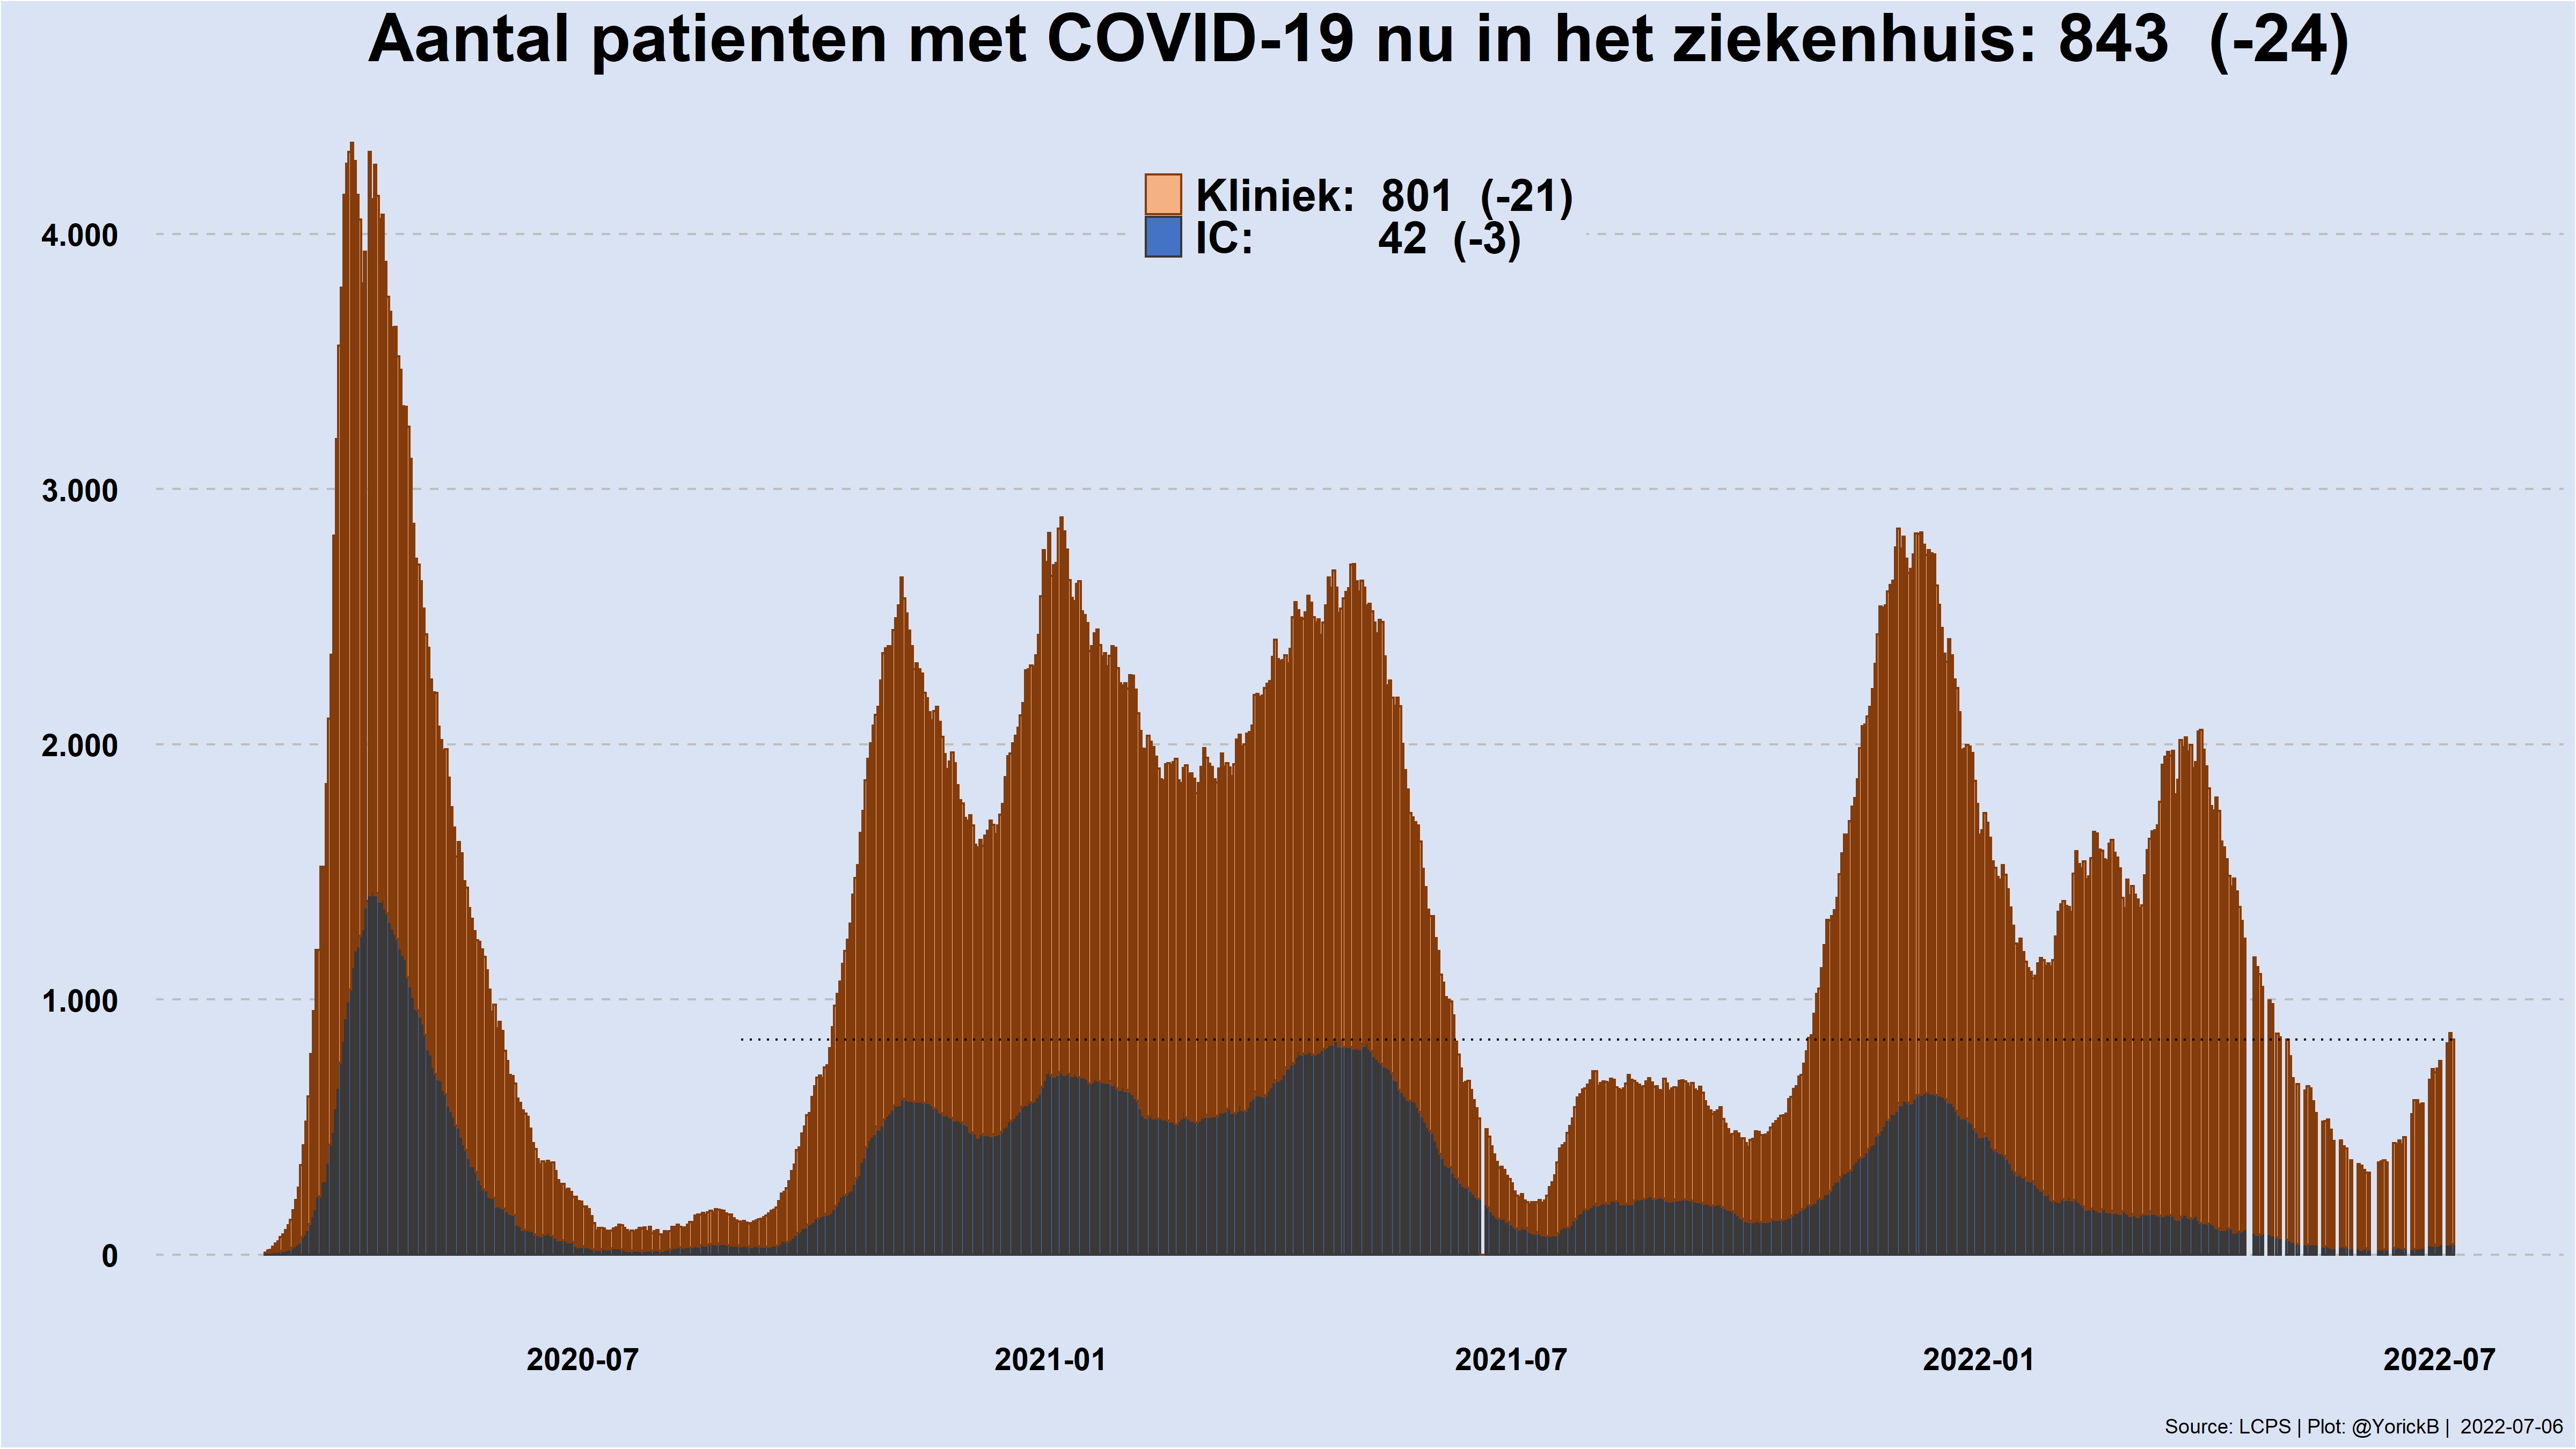 Aantal patienten met COVID-19 nu in het ziekenhuis: 843 (-24)
Kliniek: 801 (-21)
IC: 42 (-3)
4.000
3.000
2.000
1.000
0
2020-07 2021-01 2021-07 2022-01 2022-07
Source: LCPS | Plot: @YorickB | 2022-07-06